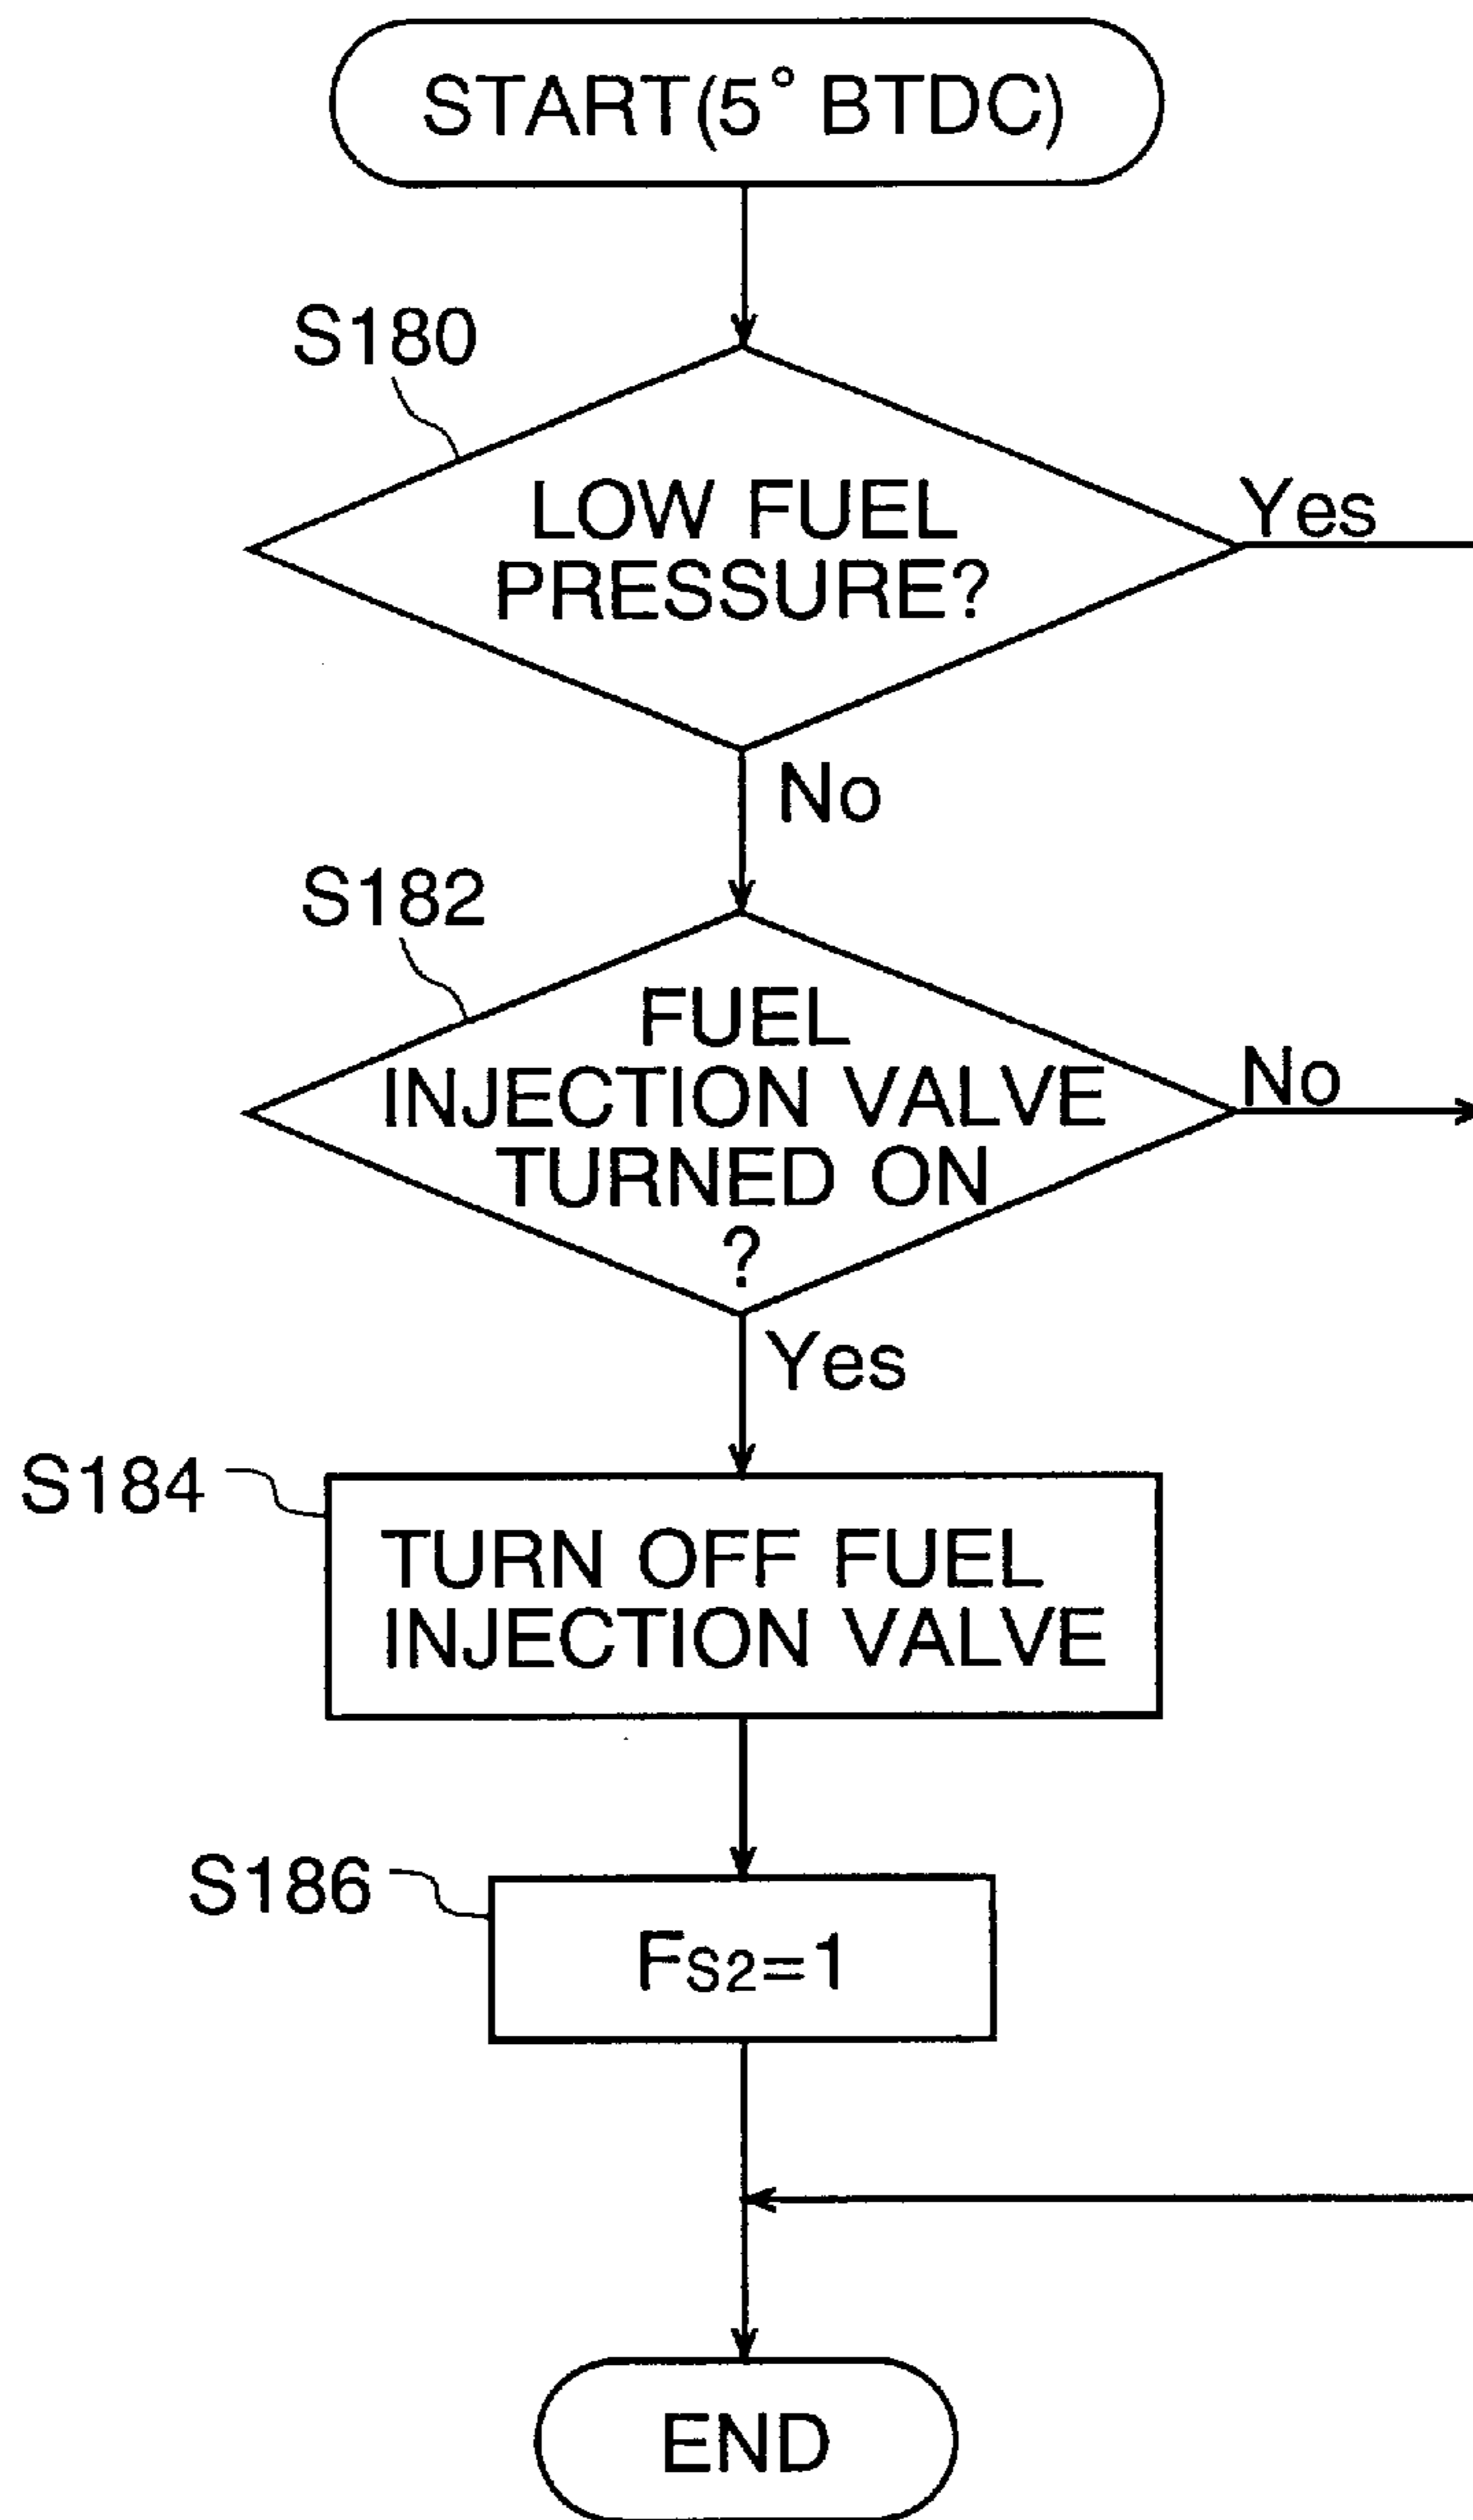 START(5° BTDC)
S180
LOW FUEL
PRESSURE?
Yes
No
S182
FUEL
INJECTION VALVE
TURNED ON
?
No
Yes
S184
TURN OFF FUEL
INJECTION VALVE
S186
FS2=1
END